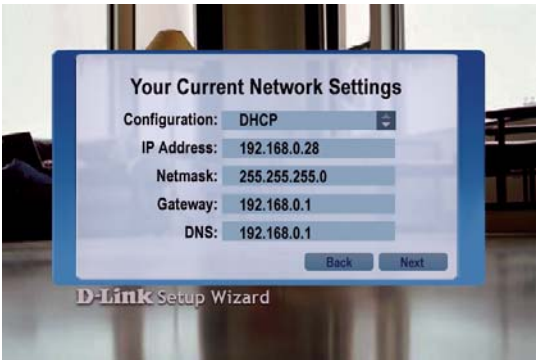 Your Current Network Settings
Configuration: DHCP
IP Address: 192.168.0.28
Netmask: 255.255.255.0
Gateway: 192.168.0.1
DNS: 192.168.0.1
Back Next
D-Link Setup Wizard